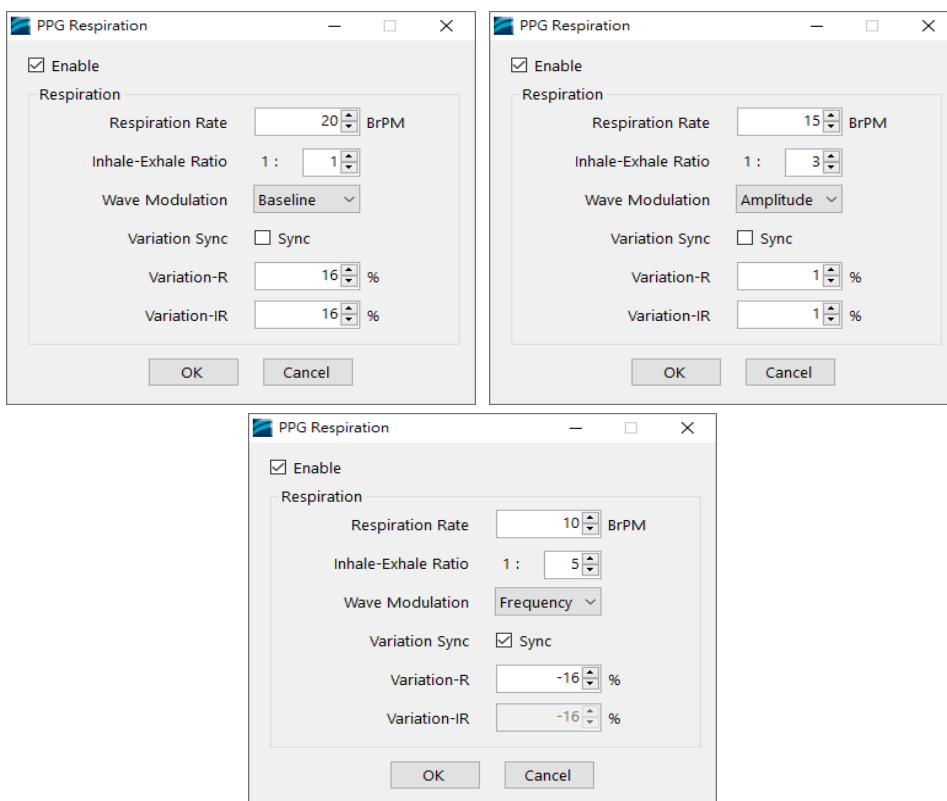 PPG Respiration
Enable
Respiration
Respiration Rate 20 BrPM
Inhale-Exhale Ratio 1 : 1
Wave Modulation Baseline
Variation Sync Sync
Variation-R 16 %
Variation-IR 16 %
OK Cancel
PPG Respiration
Enable
Respiration
Respiration Rate 15 BrPM
Inhale-Exhale Ratio 1 : 3
Wave Modulation Amplitude
Variation Sync Sync
Variation-R 1 %
Variation-IR 1 %
OK Cancel
PPG Respiration
Enable
Respiration
Respiration Rate 10 BrPM
Inhale-Exhale Ratio 1 : 5
Wave Modulation Frequency
Variation Sync Sync
Variation-R -16 %
Variation-IR -16 %
OK Cancel